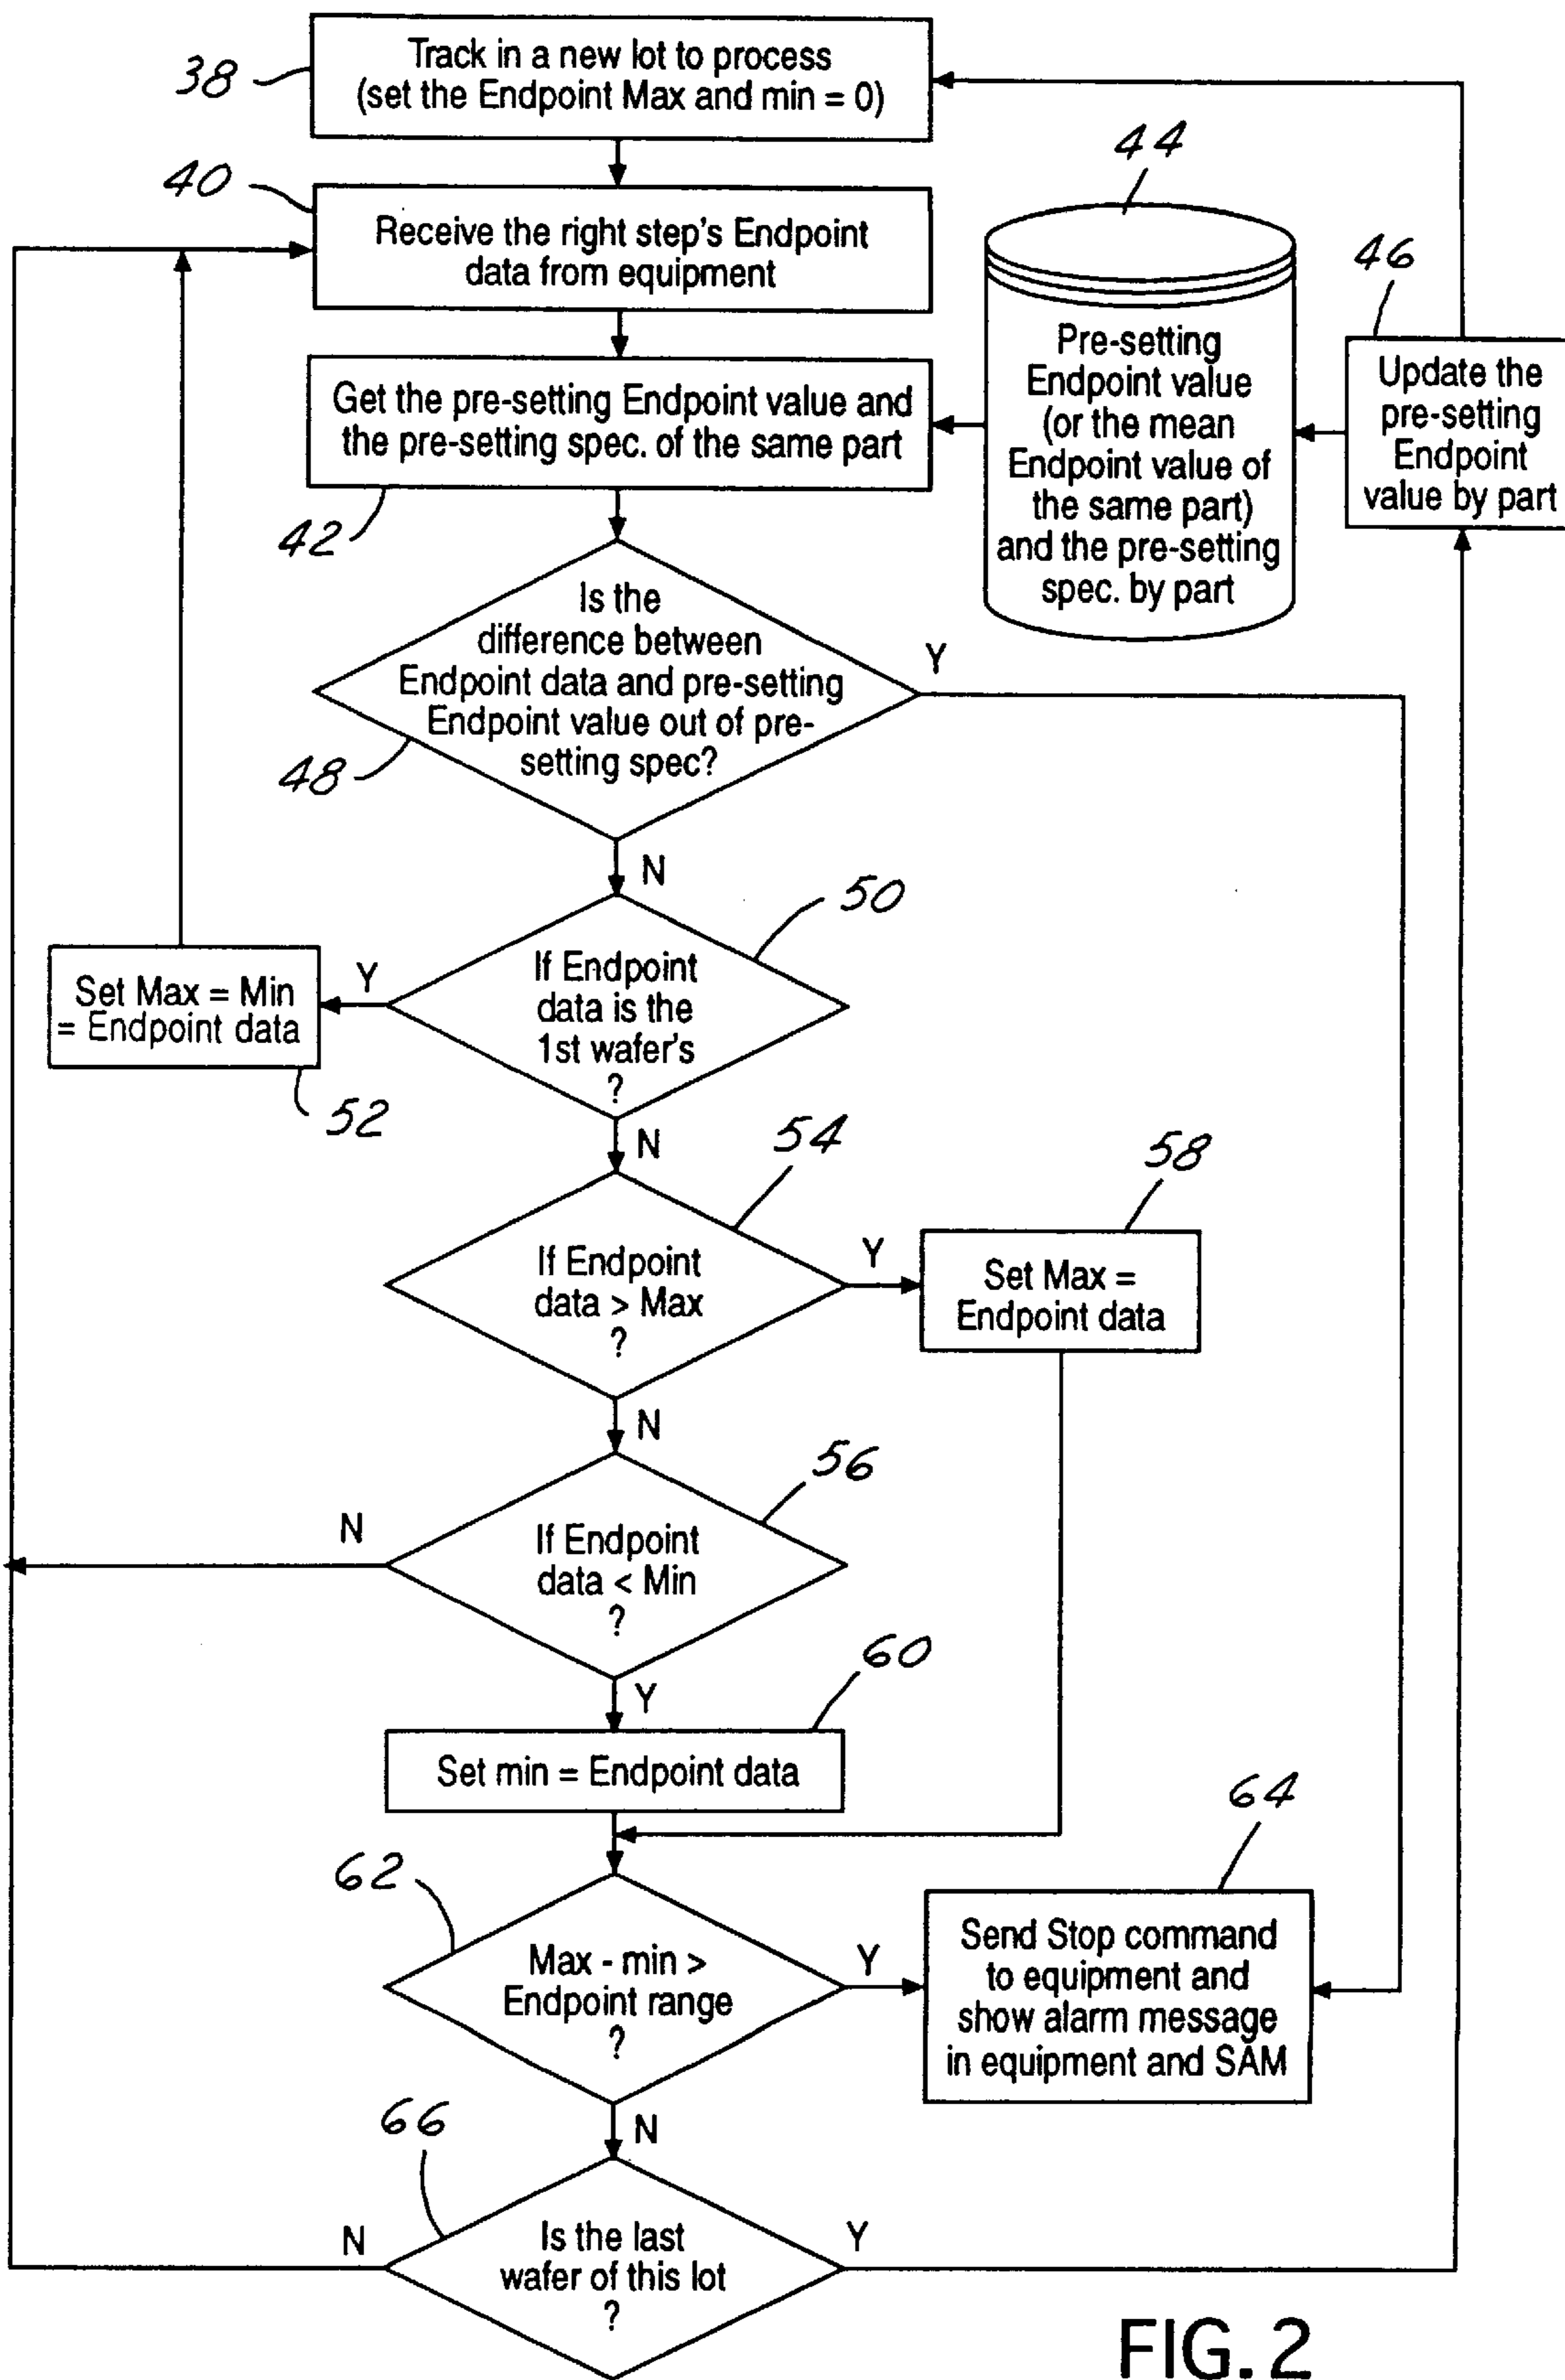 38
Track in a new lot to process
(set the Endpoint Max and min = 0)
40
Receive the right step's Endpoint
data from equipment
44
46
Get the pre-setting Endpoint value and
the pre-setting spec. of the same part
42
Pre-setting
Endpoint value
(or the mean
Endpoint value of
the same part)
and the pre-setting
spec. by part
Update the
pre-setting
Endpoint
value by part
Is the
difference between
Endpoint data and pre-setting
Endpoint value out of pre-
setting spec?
48
Y
N
50
If Endpoint
data is the
1st wafer's
?
Y
Set Max = Min
= Endpoint data
52
N
54
If Endpoint
data > Max
?
Y
58
Set Max =
Endpoint data
N
56
If Endpoint
data < Min
?
N
Y
60
Set min = Endpoint data
62
Max - min >
Endpoint range
?
Y
64
Send Stop command
to equipment and
show alarm message
in equipment and SAM
N
66
Is the last
wafer of this lot
?
N
Y
FIG. 2